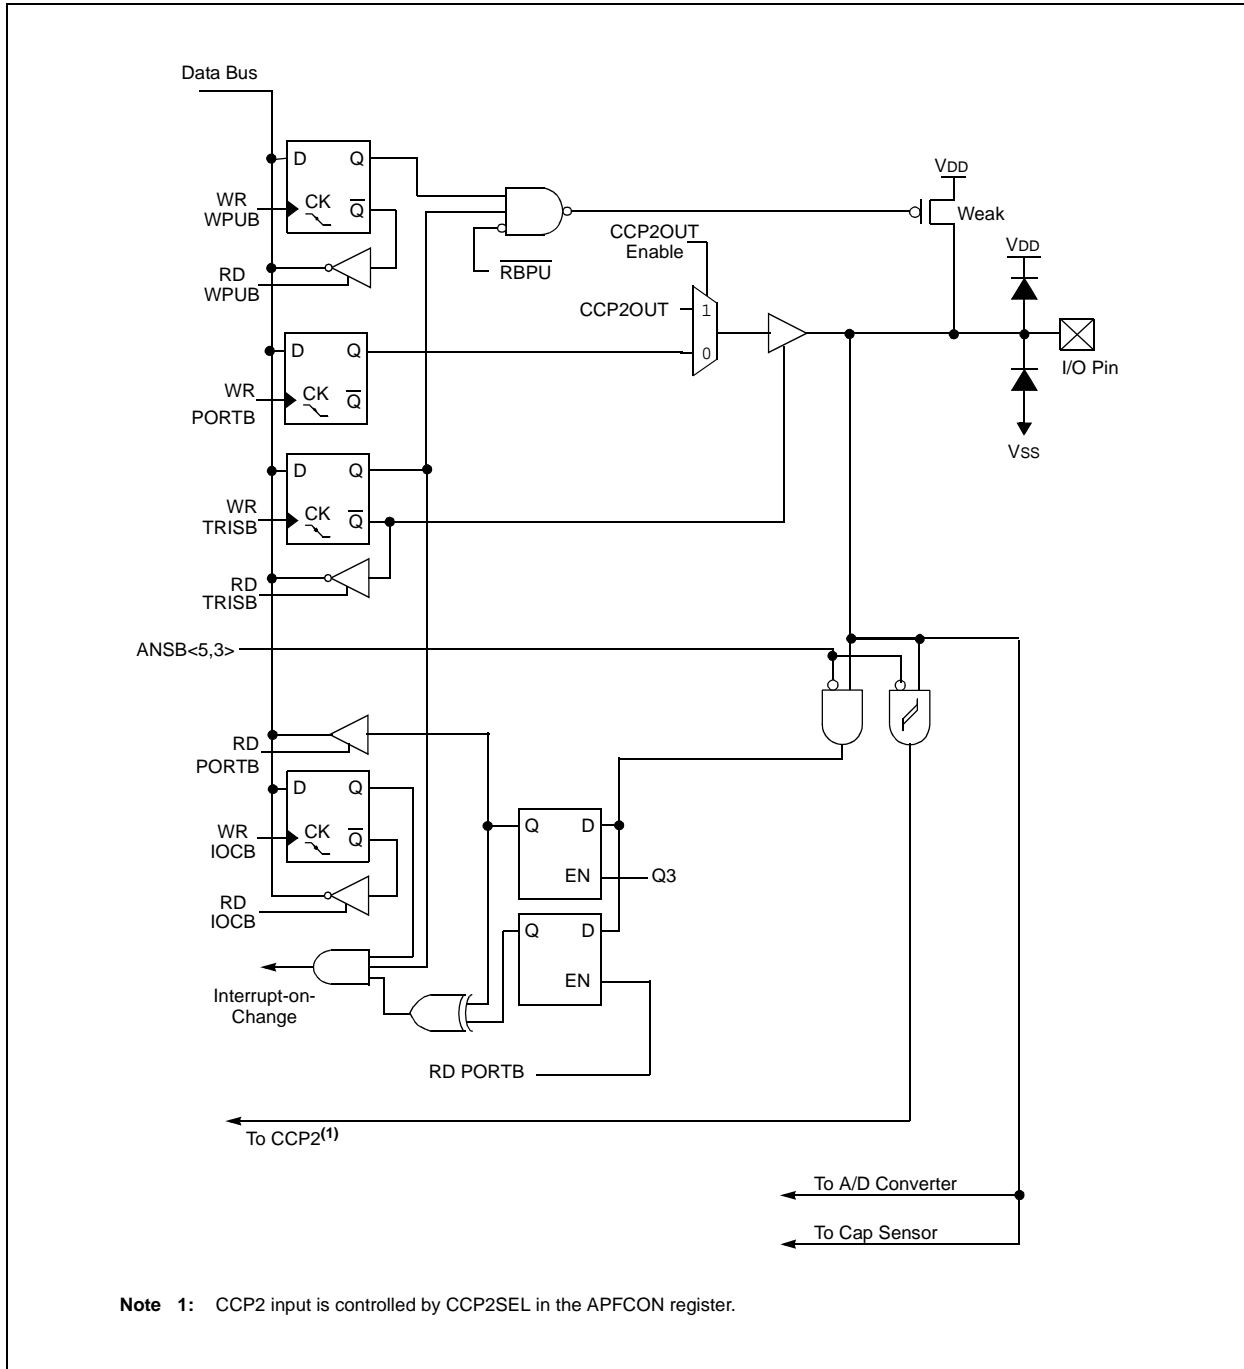 Data Bus
D Q
WR
WPUB
CK
Q
RD
WPUB
RBPU
CCP2OUT
Enable
VDD
Weak
VDD
CCP2OUT
1
0
I/O Pin
VSS
D Q
WR
PORTB
CK
Q
D Q
WR
TRISB
CK
Q
RD
TRISB
ANSB<5,3>
RD
PORTB
D Q
WR
IOCB
CK
Q
RD
IOCB
Q D
EN
Q3
Q D
EN
Interrupt-on-
Change
RD PORTB
To CCP2(1)
To A/D Converter
To Cap Sensor
Note 1: CCP2 input is controlled by CCP2SEL in the APFCON register.